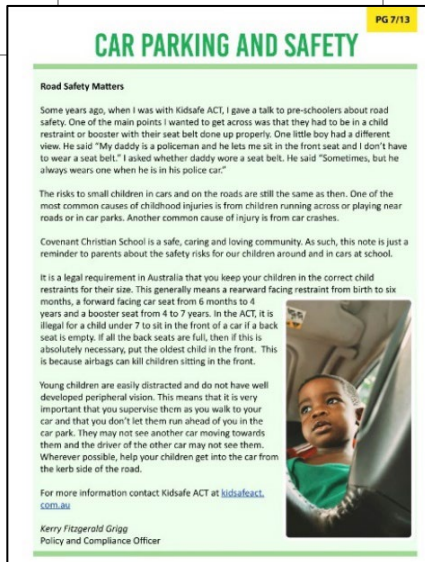 PG 7/13
CAR PARKING AND SAFETY
Road Safety Matters
Some years ago, when I was with Kidsafe ACT, I gave a talk to pre-schoolers about road
safety. One of the main points I wanted to get across was that they had to be in a child
restraint or booster with their seat belt done up properly. One little boy had a different
view. He said "My daddy is a policeman and he lets me sit in the front seat and I don't have
to wear a seat belt." I asked whether daddy wore a seat belt. He said "Sometimes, but he
always wears one when he is in his police car."
The risks to small children in cars and on the roads are still the same as then. One of the
most common causes of childhood injuries is from children running across or playing near
roads or in car parks. Another common cause of injury is from car crashes.
Covenant Christian School is a safe, caring and loving community. As such, this note is just a
reminder to parents about the safety risks for our children around and in cars at school.
It is a legal requirement in Australia that you keep your children in the correct child
restraints for their size. This generally means a rearward facing restraint from birth to six
months, a forward facing car seat from 6 months to 4
years and a booster seat from 4 to 7 years. In the ACT, it is
illegal for a child under 7 to sit in the front of a car if a back
seat is empty. If all the back seats are full, then if this is
absolutely necessary, put the oldest child in the front. This
is because airbags can kill children sitting in the front.
Young children are easily distracted and do not have well
developed peripheral vision. This means that it is very
important that you supervise them as you walk to your
car and that you don't let them run ahead of you in the
car park. They may not see another car moving towards
them and the driver of the other car may not see them.
Wherever possible, help your children get into the car from
the kerb side of the road.
For more information contact Kidsafe ACT at kidsafeact.
com.au
Kerry Fitzgerald Grigg
Policy and Compliance Officer